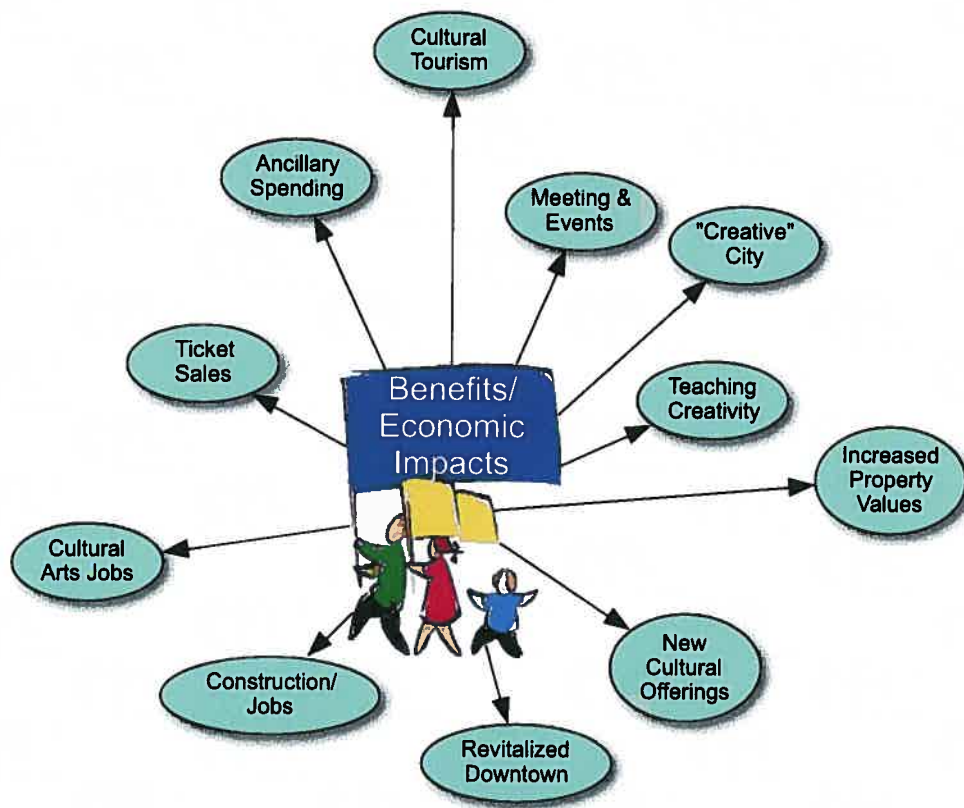 Cultural
Tourism
Ancillary
Spending
Meeting &
Events
"Creative"
City
Ticket
Sales
Benefits/
Economic
Impacts
Teaching
Creativity
Increased
Property
Values
Cultural
Arts Jobs
New
Cultural
Offerings
Construction/
Jobs
Revitalized
Downtown